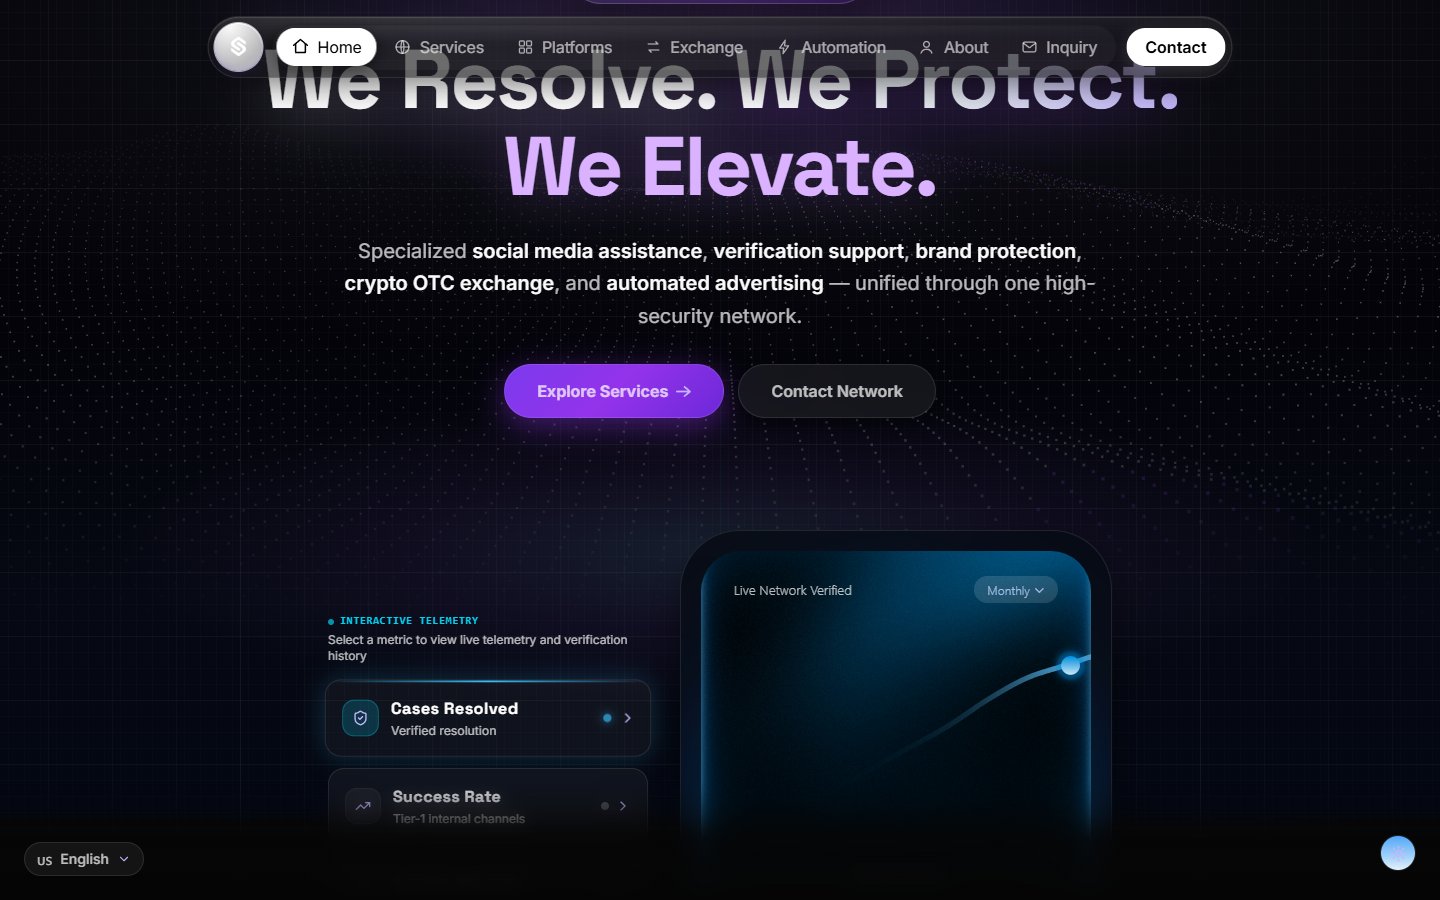 Home
Services
Platforms
Exchange
Automation
About
Inquiry
Contact
We Resolve. We Protect.
We Elevate.
Specialized social media assistance, verification support, brand protection,
crypto OTC exchange, and automated advertising — unified through one high-
security network.
Explore Services →
Contact Network
Live Network Verified
Monthly
INTERACTIVE TELEMETRY
Select a metric to view live telemetry and verification
history
Cases Resolved
Verified resolution
Success Rate
Tier-1 internal channels
US English